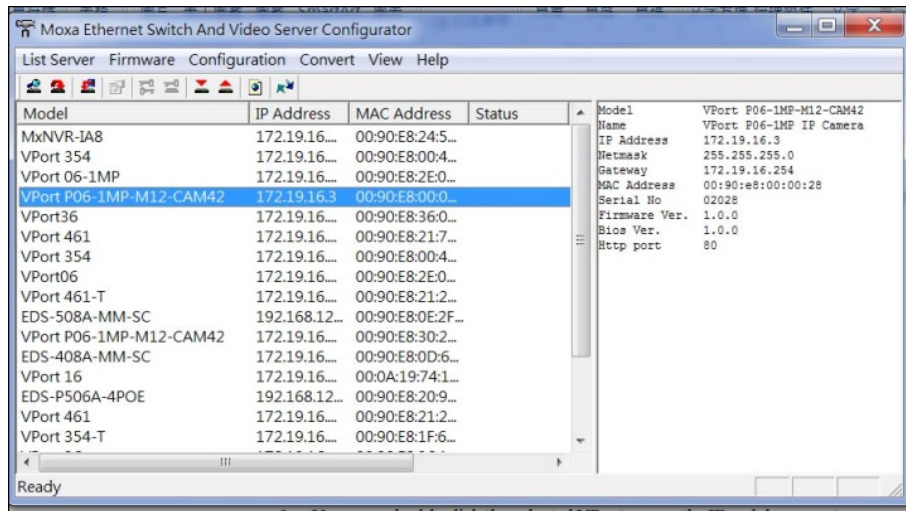 Moxa Ethernet Switch And Video Server Configurator
List Server Firmware Configuration Convert View Help
Model IP Address MAC Address Status
MxNVR-IA8 172.19.16.... 00:90:E8:24:5...
VPort 354 172.19.16.... 00:90:E8:00:4...
VPort 06-1MP 172.19.16.... 00:90:E8:2E:0...
VPort P06-1MP-M12-CAM42 172.19.16.3 00:90:E8:00:0...
VPort36 172.19.16.... 00:90:E8:36:0...
VPort 461 172.19.16.... 00:90:E8:21:7...
VPort 354 172.19.16.... 00:90:E8:00:4...
VPort06 172.19.16.... 00:90:E8:2E:0...
VPort 461-T 172.19.16.... 00:90:E8:21:2...
EDS-508A-MM-SC 192.168.12... 00:90:E8:0E:2F...
VPort P06-1MP-M12-CAM42 172.19.16.... 00:90:E8:30:2...
EDS-408A-MM-SC 172.19.16.... 00:90:E8:0D:6...
VPort 16 172.19.16.... 00:0A:19:74:1...
EDS-P506A-4POE 192.168.12... 00:90:E8:20:9...
VPort 461 172.19.16.... 00:90:E8:21:2...
VPort 354-T 172.19.16.... 00:90:E8:1F:6...
Model VPort P06-1MP-M12-CAM42
Name VPort P06-1MP IP Camera
IP Address 172.19.16.3
Netmask 255.255.255.0
Gateway 172.19.16.254
MAC Address 00:90:e8:00:00:28
Serial No 02028
Firmware Ver. 1.0.0
Bios Ver. 1.0.0
Http port 80
Ready